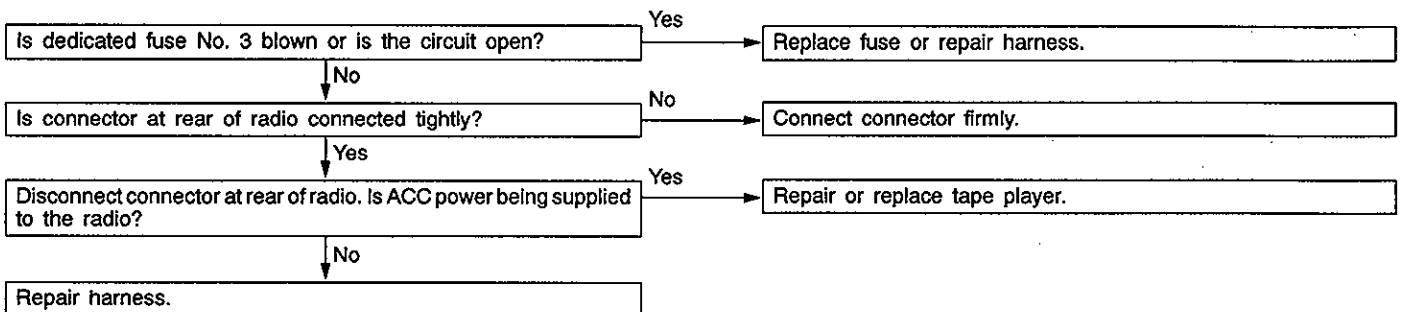 Yes
Is dedicated fuse No. 3 blown or is the circuit open?
Replace fuse or repair harness.
No
No
Is connector at rear of radio connected tightly?
Connect connector firmly.
Yes
Yes
Disconnect connector at rear of radio. Is ACC power being supplied
to the radio?
Repair or replace tape player.
No
Repair harness.